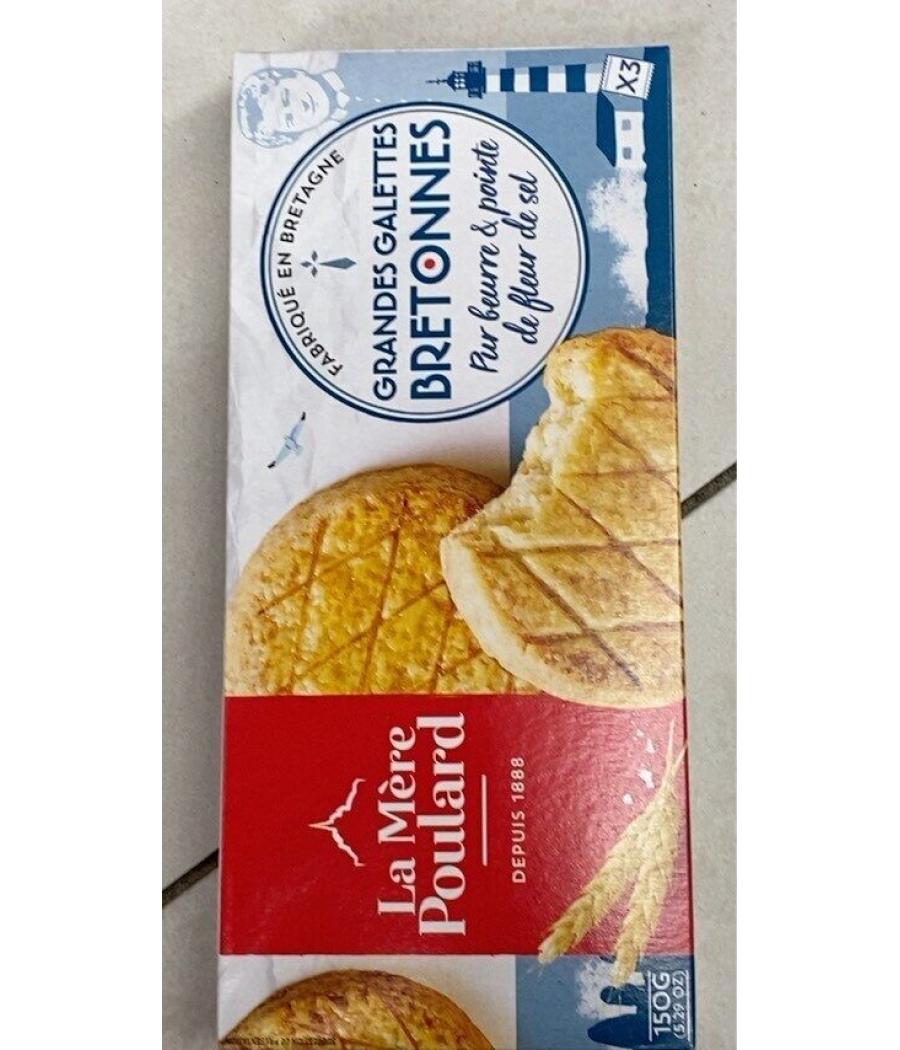 La Mère
Poulard
DEPUIS 1888
FABRIQUÉ EN BRETAGNE
GRANDES GALETTES
BRETONNES
Pur beurre & pointe
de fleur de sel
X3
150G
(5.29 OZ)